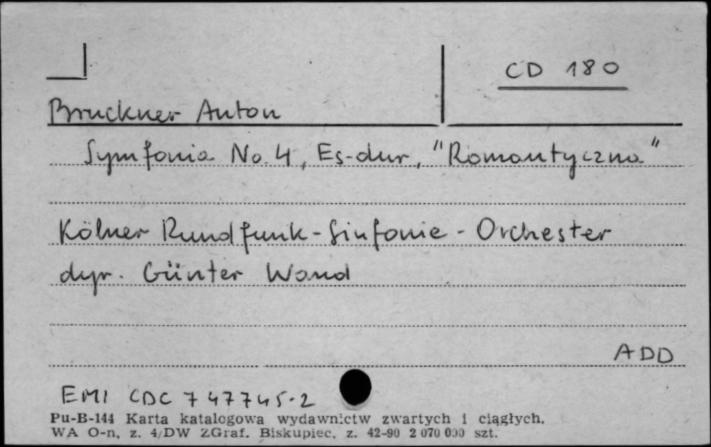 CD 180
Bruckner Anton
Symfonia No. 4, Es-dur, "Romantyczna"
Kölner Rundfunk-Sinfonie-Orchester
dyr. Günter Wand
ADD
EMI CDC 7 47745-2
Pu-B-144 Karta katalogowa wydawnictw zwartych i ciągłych.
WA O-n, z. 4/DW ZGraf. Biskupiec, z. 42-90 2 070 000 szt.